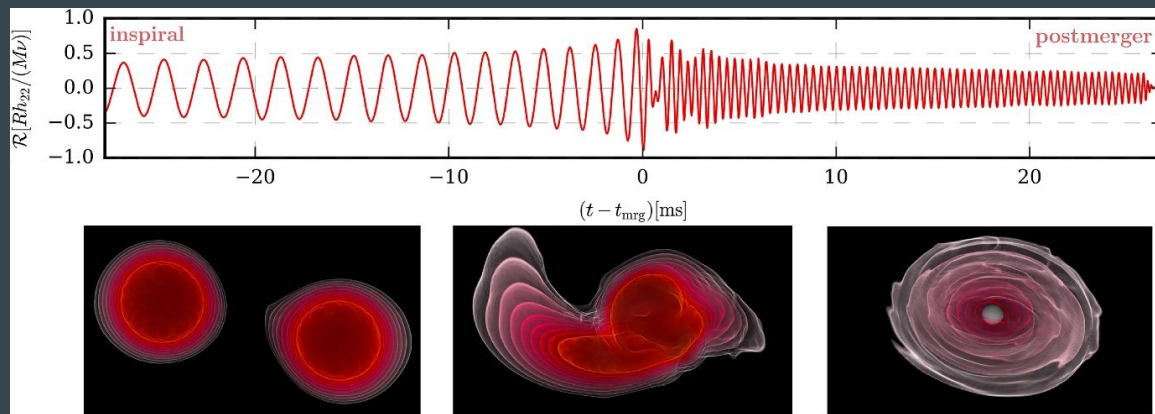 1.0
inspiral
postmerger
0.5
0.0
−0.5
−1.0
ℛ[Rh₂₂/(Mν)]
−20 −10 0 10 20
(t − t_mrg)[ms]